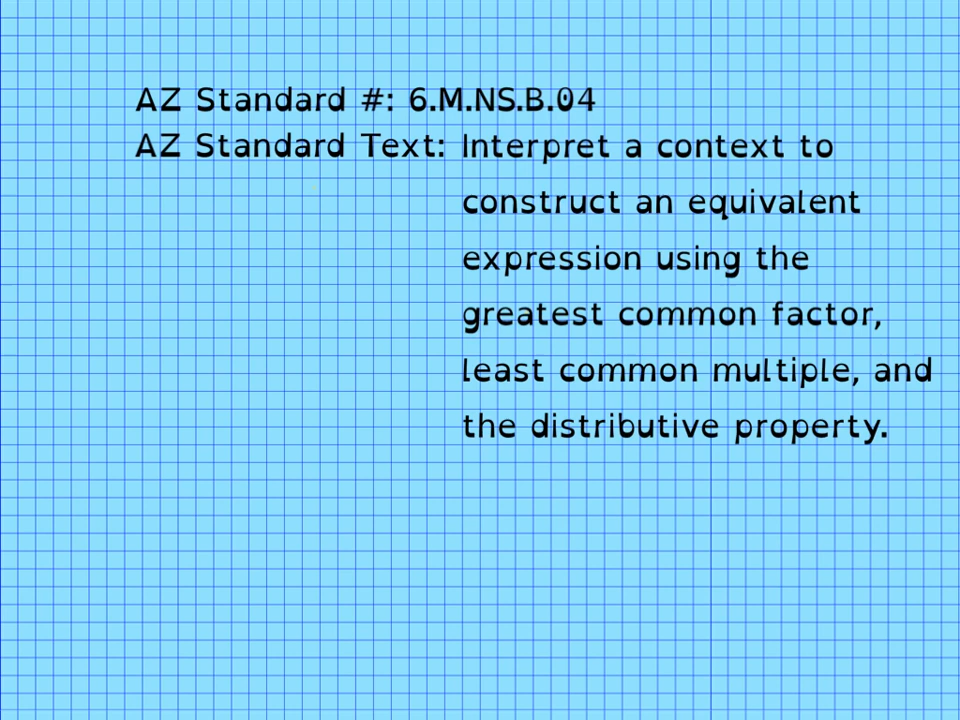 AZ Standard #: 6.M.NS.B.04
AZ Standard Text: Interpret a context to
construct an equivalent
expression using the
greatest common factor,
least common multiple, and
the distributive property.